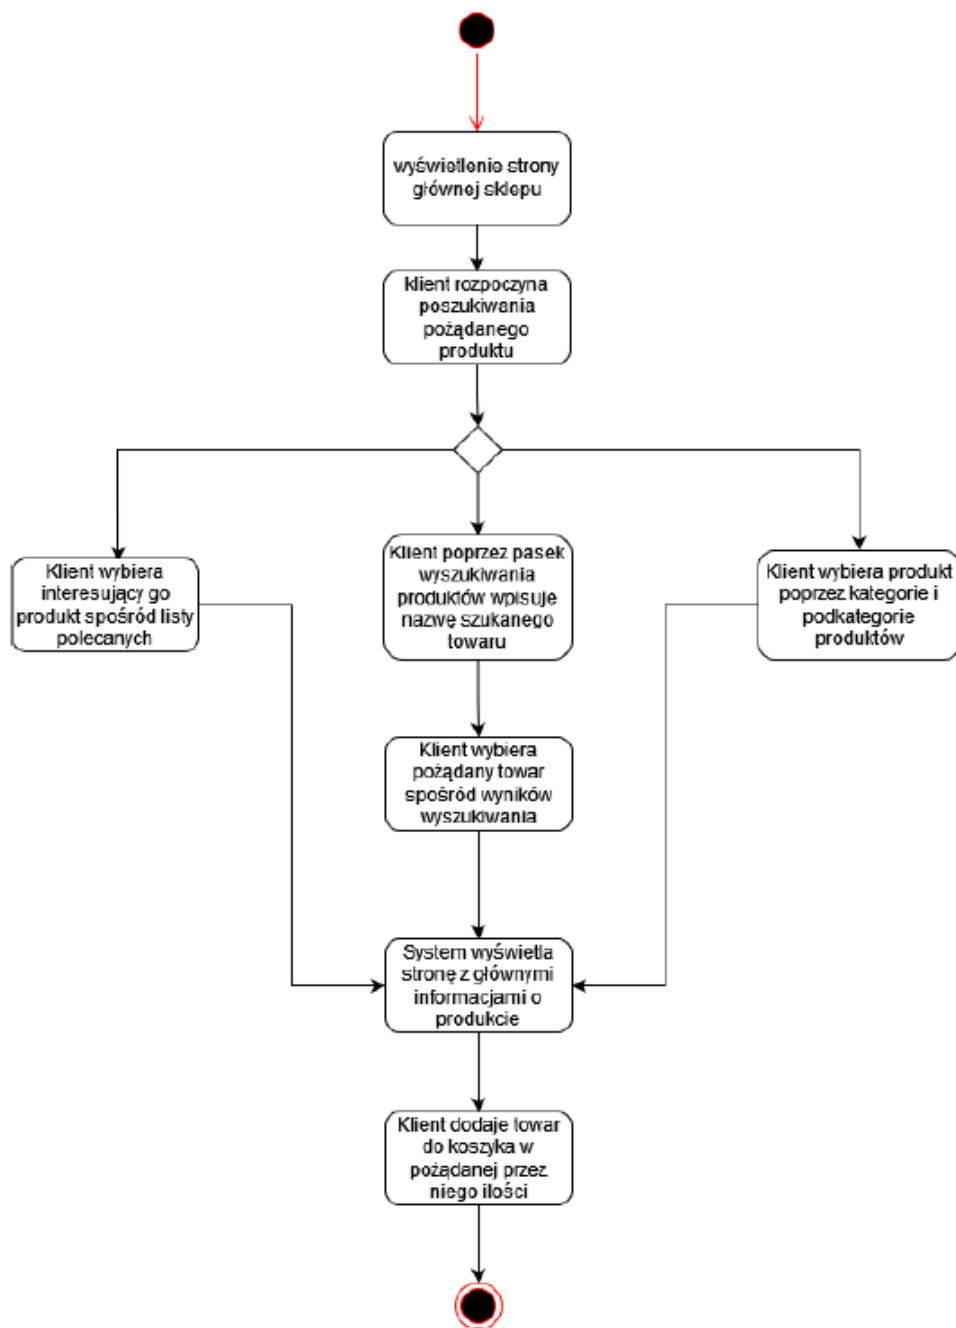 wyświetlenie strony
głównej sklepu
klient rozpoczyna
poszukiwania
pożądanego
produktu
Klient wybiera
interesujący go
produkt spośród listy
polecanych
Klient poprzez pasek
wyszukiwania
produktów wpisuje
nazwę szukanego
towaru
Klient wybiera produkt
poprzez kategorie i
podkategorie
produktów
Klient wybiera
pożądany towar
spośród wyników
wyszukiwania
System wyświetla
stronę z głównymi
informacjami o
produkcie
Klient dodaje towar
do koszyka w
pożądanej przez
niego ilości